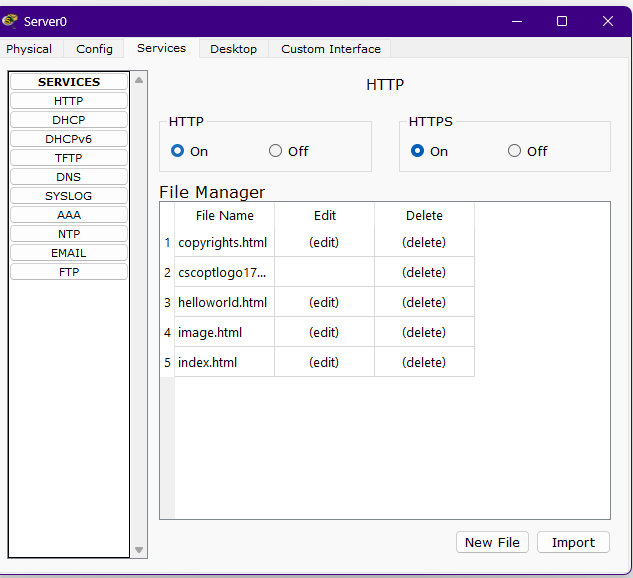 Server0
Physical Config Services Desktop Custom Interface
SERVICES
HTTP
DHCP
DHCPv6
TFTP
DNS
SYSLOG
AAA
NTP
EMAIL
FTP
HTTP
HTTP
On Off
HTTPS
On Off
File Manager
File Name Edit Delete
1 copyrights.html (edit) (delete)
2 cscoptlogo17... (delete)
3 helloworld.html (edit) (delete)
4 image.html (edit) (delete)
5 index.html (edit) (delete)
New File Import